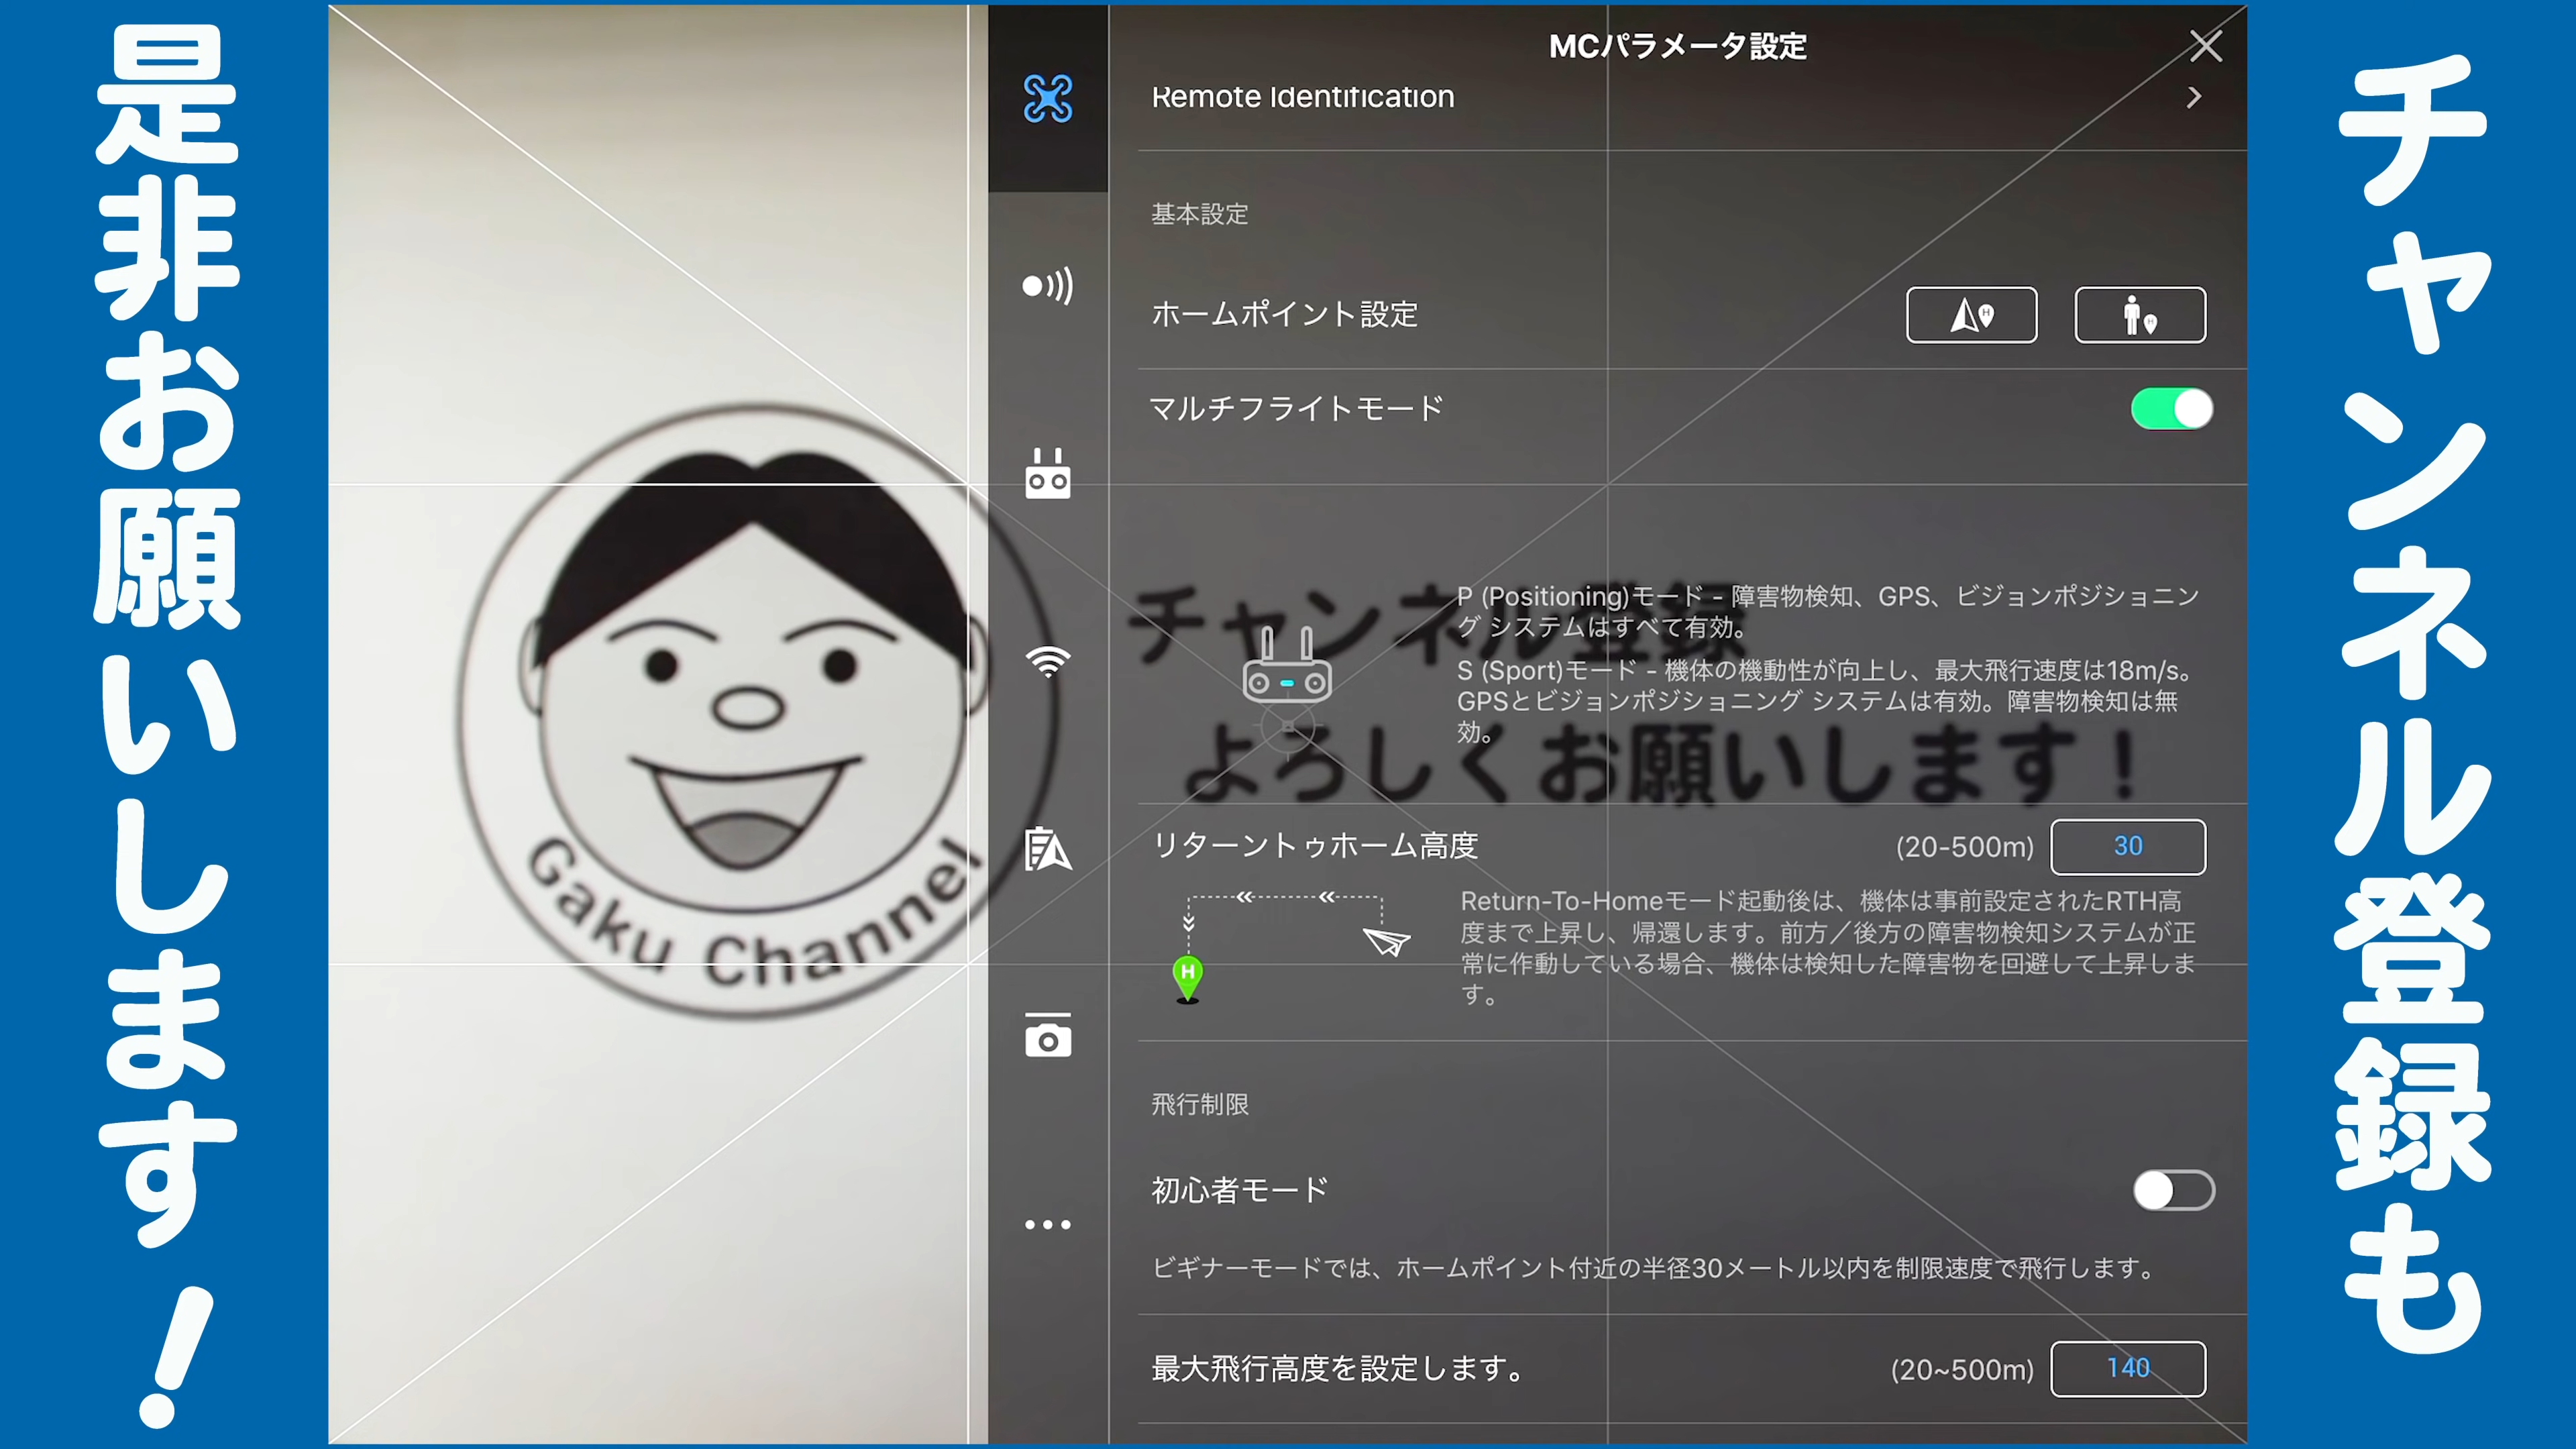 チャンネル登録も
是非お願いします！
MCパラメータ設定
Remote Identification
基本設定
ホームポイント設定
H
H
マルチフライトモード
チャンネル登録
よろしくお願いします！
P (Positioning)モード - 障害物検知、GPS、ビジョンポジショニン
グ システムはすべて有効。
S (Sport)モード - 機体の機動性が向上し、最大飛行速度は18m/s。
GPSとビジョンポジショニング システムは有効。障害物検知は無
効。
Gaku Channel
リターントゥホーム高度
(20-500m)
30
H
Return-To-Homeモード起動後は、機体は事前設定されたRTH高
度まで上昇し、帰還します。前方／後方の障害物検知システムが正
常に作動している場合、機体は検知した障害物を回避して上昇しま
す。
飛行制限
初心者モード
ビギナーモードでは、ホームポイント付近の半径30メートル以内を制限速度で飛行します。
最大飛行高度を設定します。
(20~500m)
140